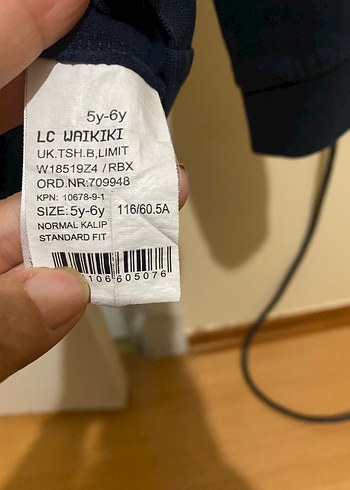 5y-6y
LC WAIKIKI
UK.TSH.B,LIMIT
W18519Z4 / RBX
ORD.NR:709948
KPN: 10678-9-1
SIZE:5y-6y 116/60.5A
NORMAL KALIP
STANDARD FIT
106605076